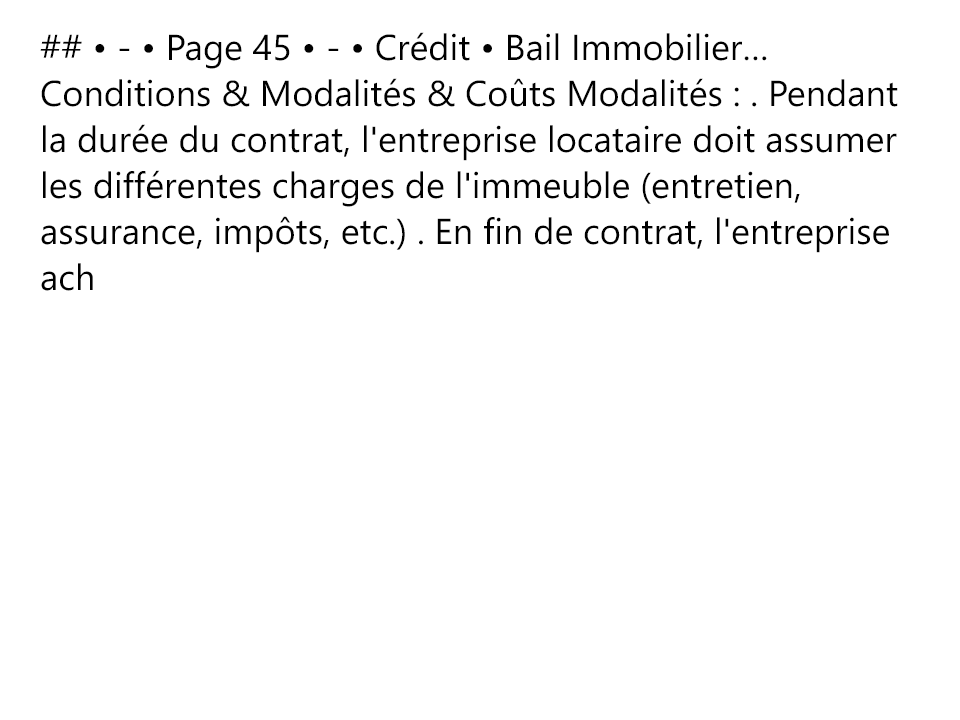 ## • - • Page 45 • - • Crédit • Bail Immobilier…
Conditions & Modalités & Coûts Modalités : . Pendant
la durée du contrat, l'entreprise locataire doit assumer
les différentes charges de l'immeuble (entretien,
assurance, impôts, etc.) . En fin de contrat, l'entreprise
ach